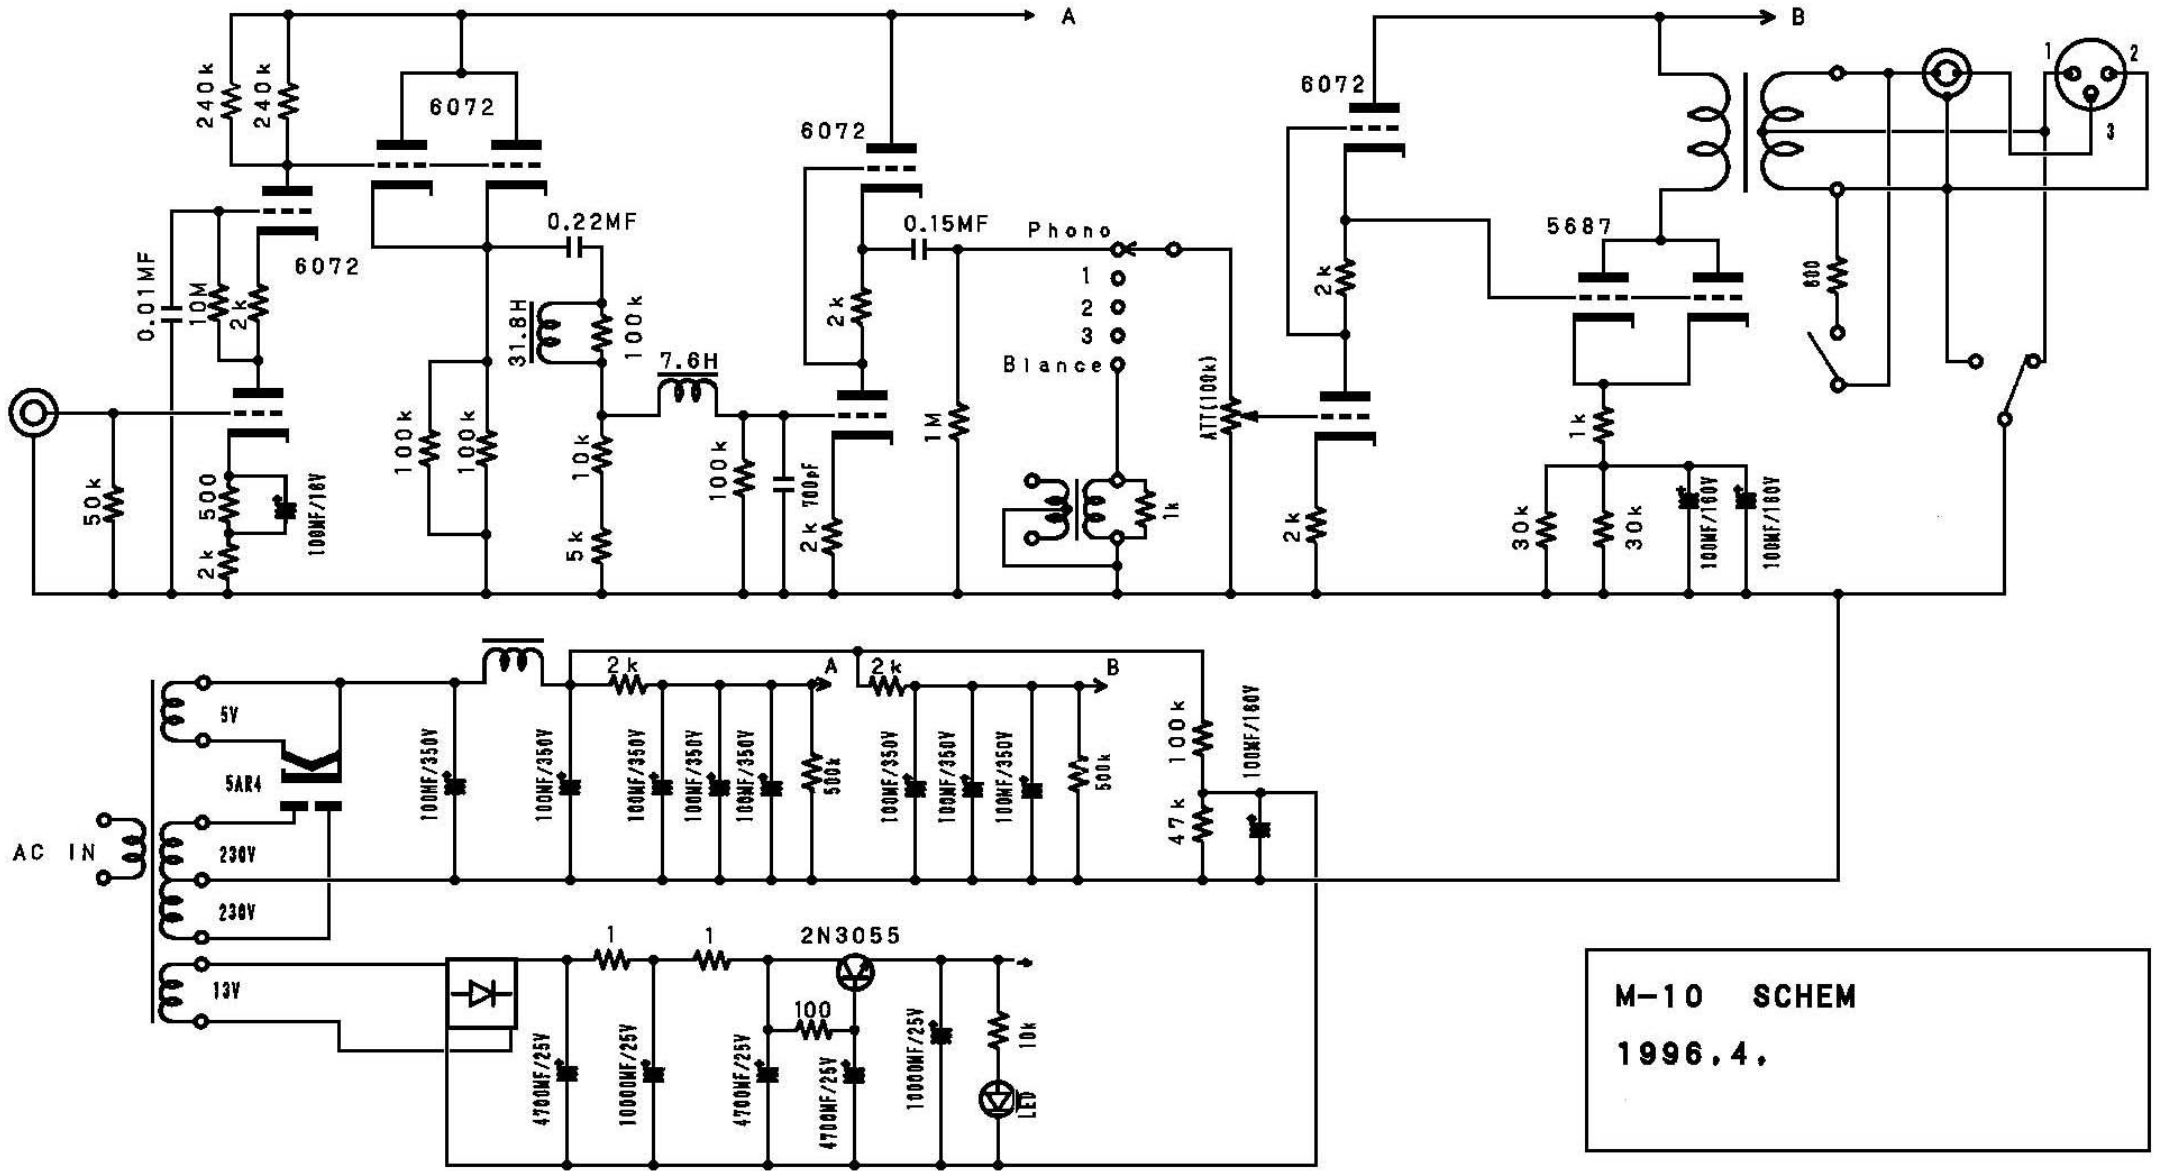 A
B
240k
240k
6072
6072
6072
1
2
3
0.01MF
10M
2k
6072
0.22MF
31.8H
100k
7.6H
2k
0.15MF
Phono
1
2
3
Blance
ATT(100k)
2k
5687
600
50k
500
100MF/16V
2k
100k
100k
10k
5k
100k
700pF
2k
1M
1k
2k
1k
30k
30k
100MF/160V
100MF/160V
5V
5AR4
AC IN
230V
230V
13V
100MF/350V
100MF/350V
2k
A
100MF/350V
100MF/350V
100MF/350V
500k
2k
B
100MF/350V
100MF/350V
100MF/350V
500k
100k
47k
100MF/160V
1
1
2N3055
100
4700MF/25V
10000MF/25V
4700MF/25V
4700MF/25V
10000MF/25V
10k
LED
M-10 SCHEM
1996.4.